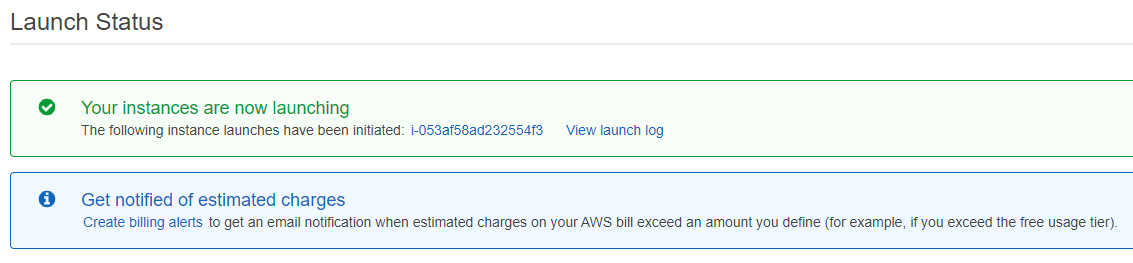 Launch Status
Your instances are now launching
The following instance launches have been initiated: i-053af58ad232554f3 View launch log
Get notified of estimated charges
Create billing alerts to get an email notification when estimated charges on your AWS bill exceed an amount you define (for example, if you exceed the free usage tier).